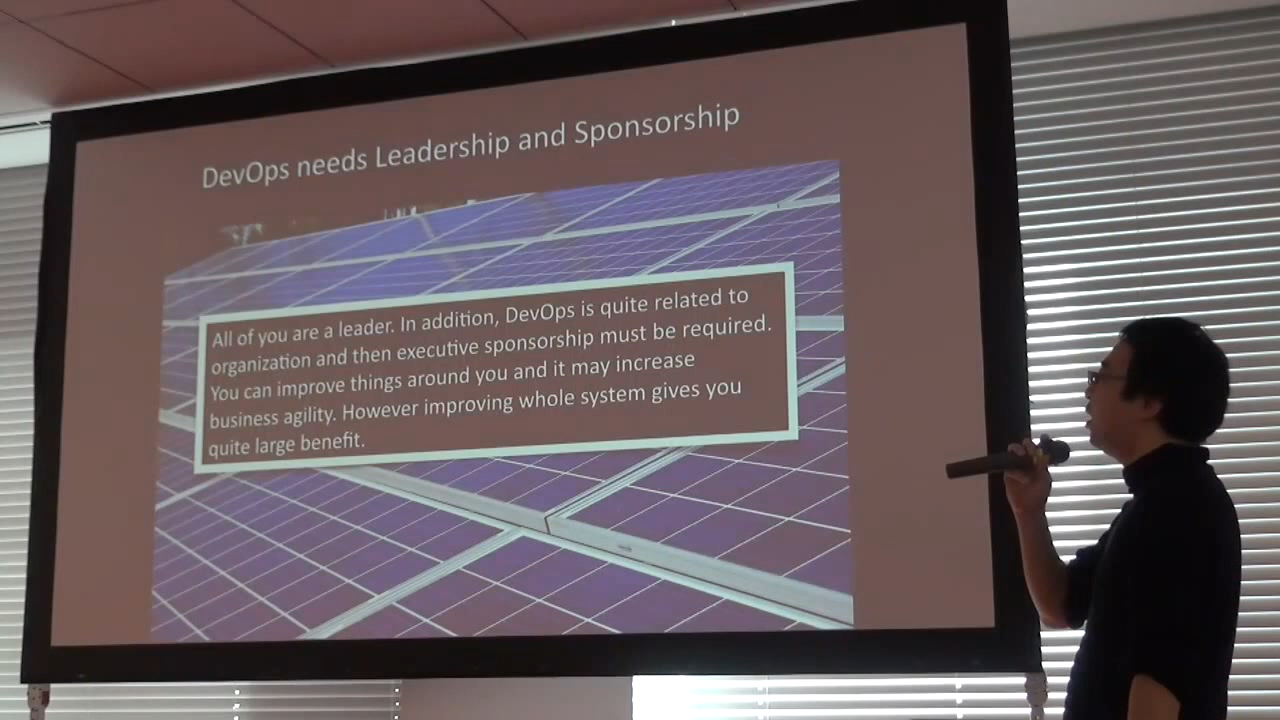 DevOps needs Leadership and Sponsorship
All of you are a leader. In addition, DevOps is quite related to
organization and then executive sponsorship must be required.
You can improve things around you and it may increase
business agility. However improving whole system gives you
quite large benefit.